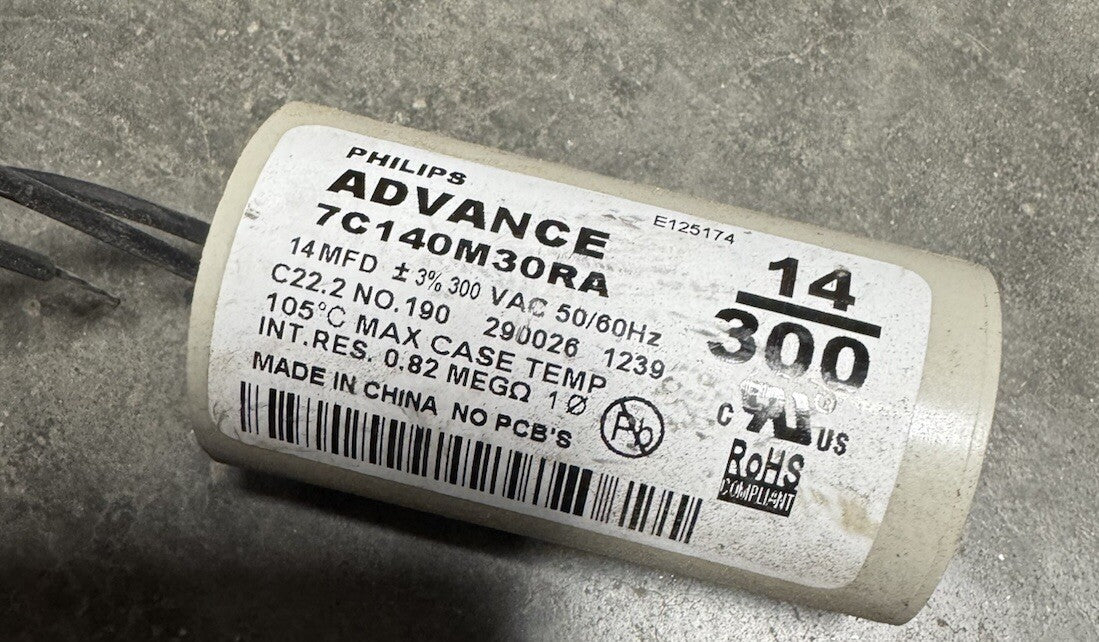 PHILIPS
ADVANCE
7C140M30RA
14MFD ± 3% 300 VAC 50/60Hz
C22.2 NO.190 290026 1239
105°C MAX CASE TEMP
INT.RES. 0.82 MEGΩ 1Ø
MADE IN CHINA NO PCB'S
Pb
E125174
14
300
C RU® US
RoHS
COMPLIANT